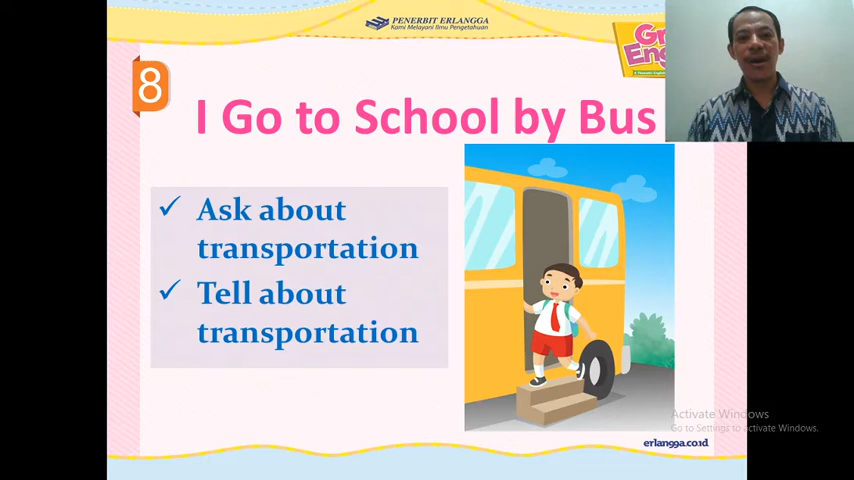 PENERBIT ERLANGGA
Kami Melayani Ilmu Pengetahuan
8
I Go to School by Bus
✓ Ask about
transportation
✓ Tell about
transportation
Activate Windows
Go to Settings to activate Windows.
erlangga.co.id